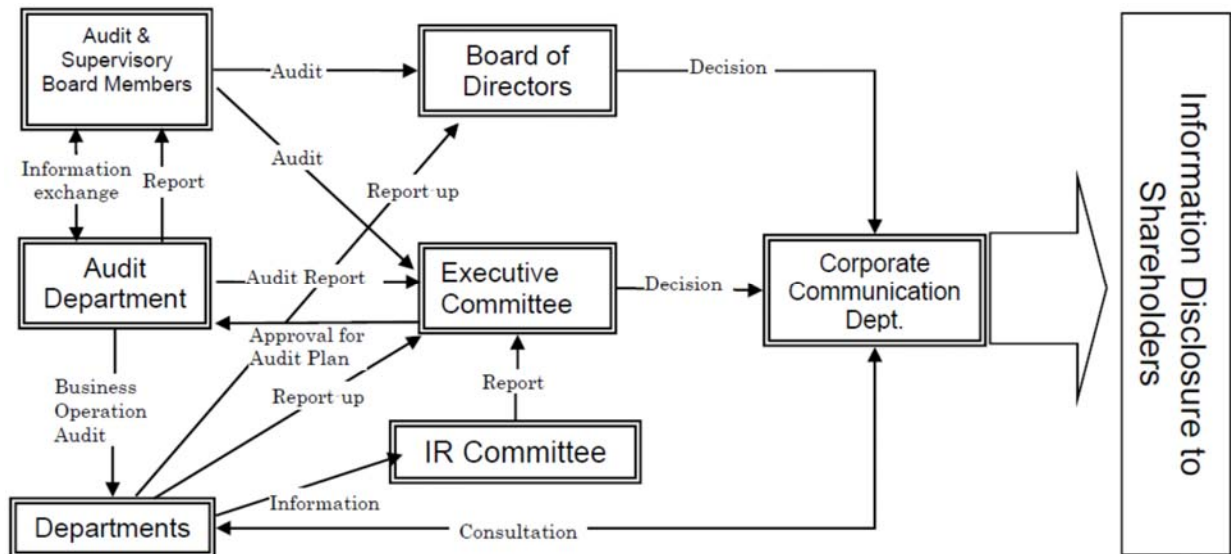 Audit &
Supervisory
Board Members
Audit
Board of
Directors
Decision
Audit
Information
exchange
Report
Report-up
Audit
Department
Audit Report
Executive
Committee
Decision
Corporate
Communication
Dept.
Approval for
Audit Plan
Business
Operation
Audit
Report-up
Report
IR Committee
Information
Departments
Consultation
Information Disclosure to
Shareholders